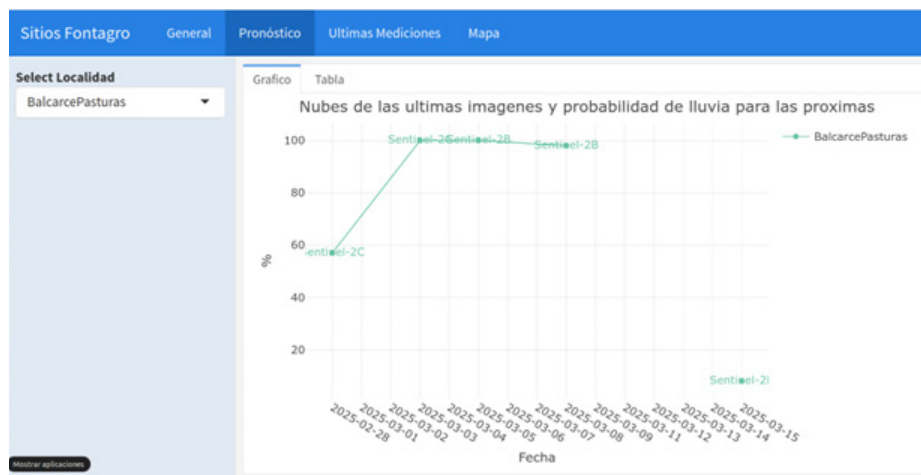 Sitios Fontagro General Pronóstico Ultimas Mediciones Mapa
Select Localidad
BalcarcePasturas
Grafico Tabla
Nubes de las ultimas imagenes y probabilidad de lluvia para las proximas
BalcarcePasturas
100
80
60
40
20
%
Sentinel-2B
Sentinel-2B
entinel-2C
2025-02-28
2025-03-01
2025-03-02
2025-03-03
2025-03-04
2025-03-05
2025-03-06
2025-03-07
2025-03-08
2025-03-09
2025-03-11
2025-03-12
2025-03-13
2025-03-14
2025-03-15
Fecha
Mostrar aplicaciones